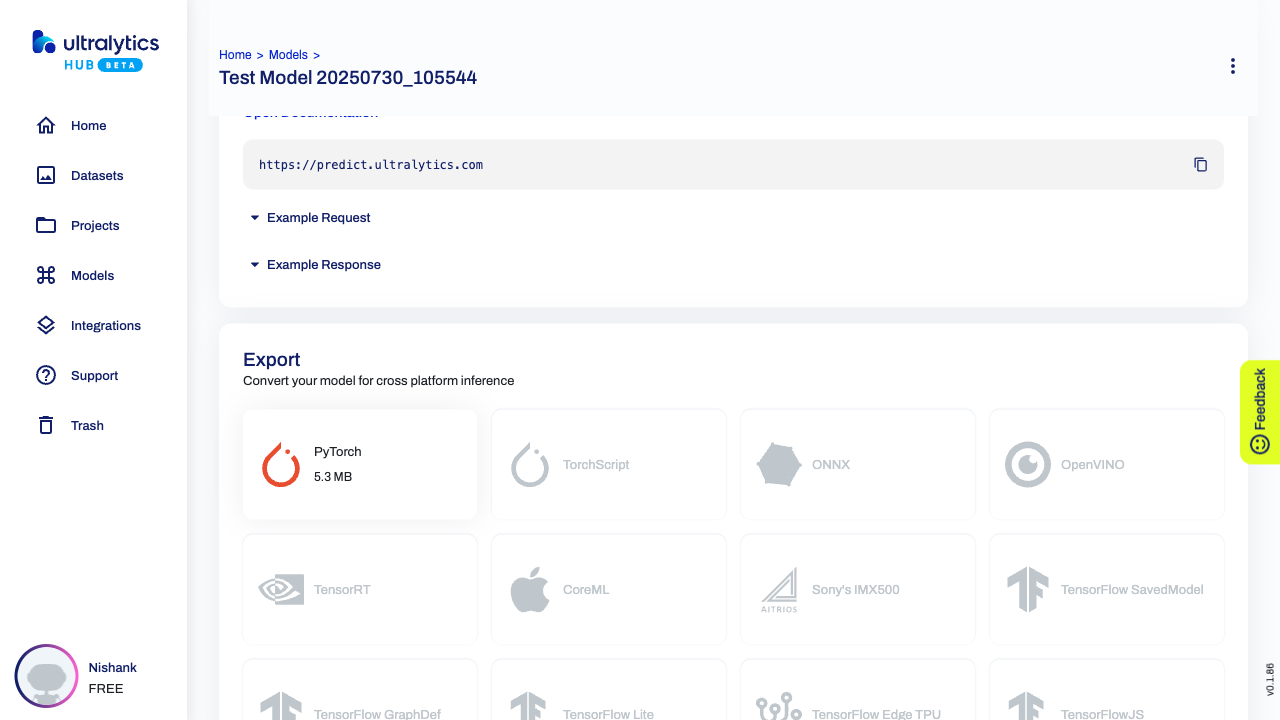 ultralytics
HUB BETA
Home
Datasets
Projects
Models
Integrations
Support
Trash
Nishank
FREE
Home > Models >
Test Model 20250730_105544
Open Documentation
https://predict.ultralytics.com
Example Request
Example Response
Export
Convert your model for cross platform inference
PyTorch
5.3 MB
TorchScript
ONNX
OpenVINO
TensorRT
CoreML
AITRIOS
Sony's IMX500
TensorFlow SavedModel
TensorFlow GraphDef
TensorFlow Lite
TensorFlow Edge TPU
TensorFlowJS
Feedback
v0.1.86